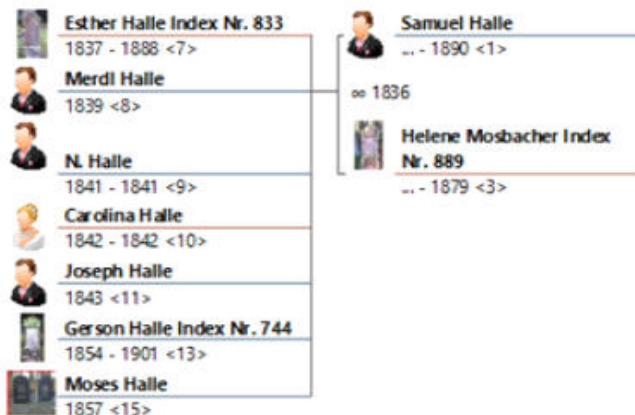 Esther Halle Index Nr. 833
1837 - 1888 <7>
Merdl Halle
1839 <8>
N. Halle
1841 - 1841 <9>
Carolina Halle
1842 - 1842 <10>
Joseph Halle
1843 <11>
Gerson Halle Index Nr. 744
1854 - 1901 <13>
Moses Halle
1857 <15>
Samuel Halle
... - 1890 <1>
∞ 1836
Helene Mosbacher Index
Nr. 889
... - 1879 <3>